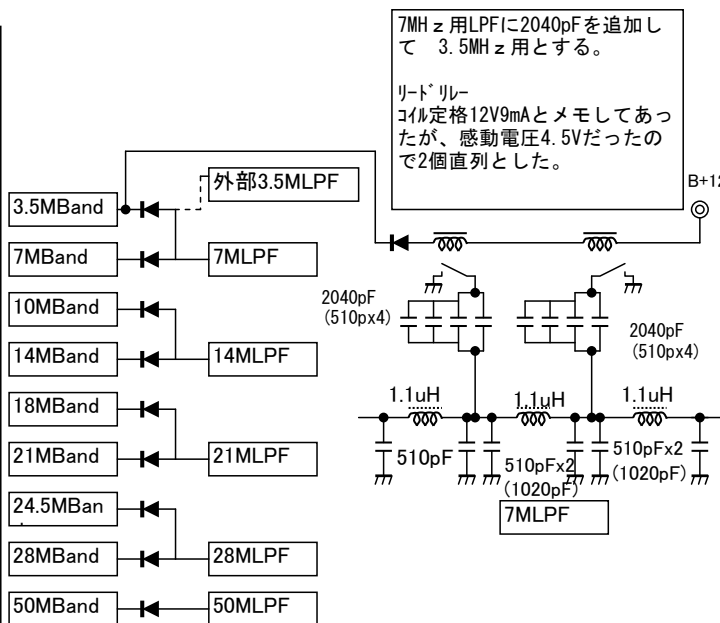 7MHｚ用LPFに2040pFを追加し
て　3.5MHｚ用とする。
ﾘｰﾄﾞﾘﾚｰ
ｺｲﾙ定格12V9mAとメモしてあっ
たが、感動電圧4.5Vだったの
で2個直列とした。
外部3.5MLPF
B+12
3.5MBand
7MBand
7MLPF
10MBand
14MBand
14MLPF
18MBand
21MBand
21MLPF
24.5MBan
28MBand
28MLPF
50MBand
50MLPF
2040pF
(510px4)
2040pF
(510px4)
1.1uH
1.1uH
1.1uH
510pF
510pFx2
(1020pF)
510pFx2
(1020pF)
7MLPF